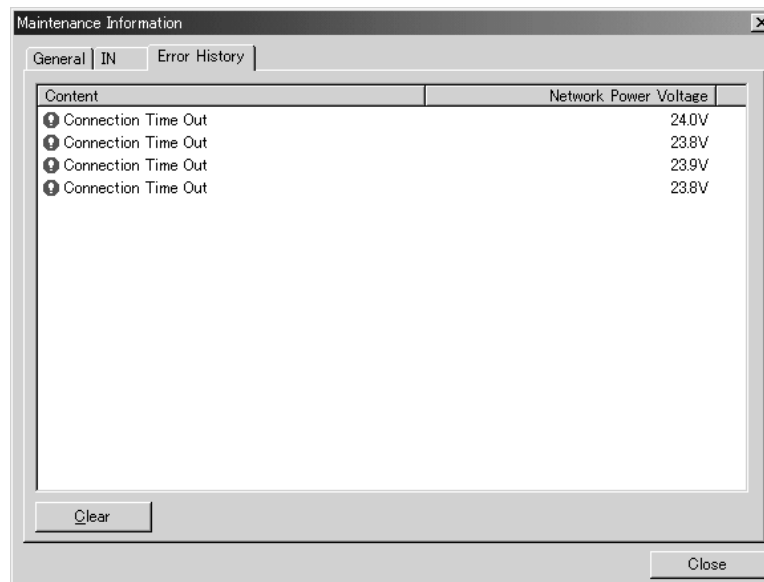 Maintenance Information
General IN Error History
Content Network Power Voltage
Connection Time Out 24.0V
Connection Time Out 23.8V
Connection Time Out 23.9V
Connection Time Out 23.8V
Clear
Close